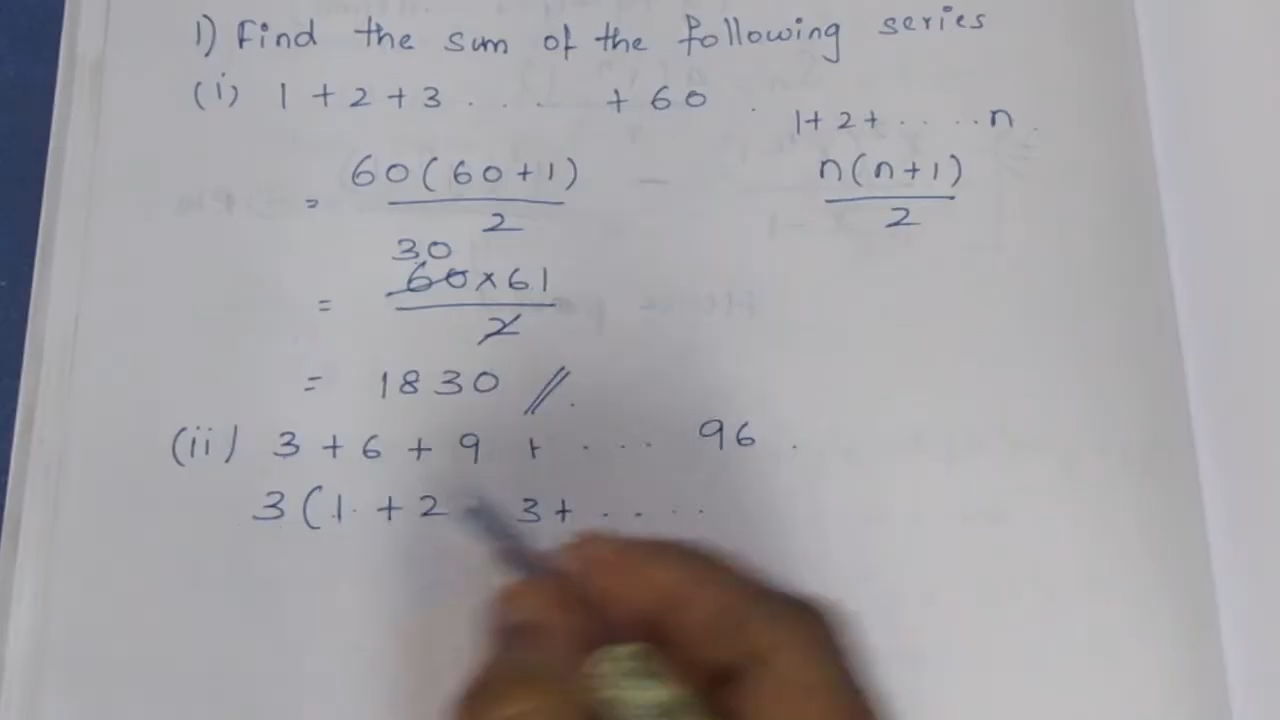 1) Find the sum of the following series
(i) 1 + 2 + 3 . . . . + 60 .
1 + 2 + . . . . . n .
= 60(60+1)
2
n(n+1)
2
30
= 60 × 61
2
= 1830 //.
(ii) 3 + 6 + 9 + . . . . 96 .
3 (1 + 2 3 + . . . .